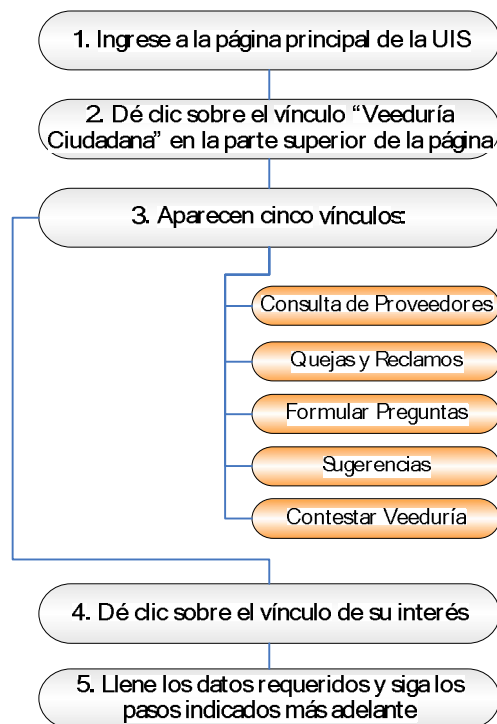 1. Ingrese a la página principal de la UIS
2. Dé clic sobre el vínculo “Veeduría
Ciudadana” en la parte superior de la página
3. Aparecen cinco vínculos:
Consulta de Proveedores
Quejas y Reclamos
Formular Preguntas
Sugerencias
Contestar Veeduría
4. Dé clic sobre el vínculo de su interés
5. Llene los datos requeridos y siga los
pasos indicados más adelante